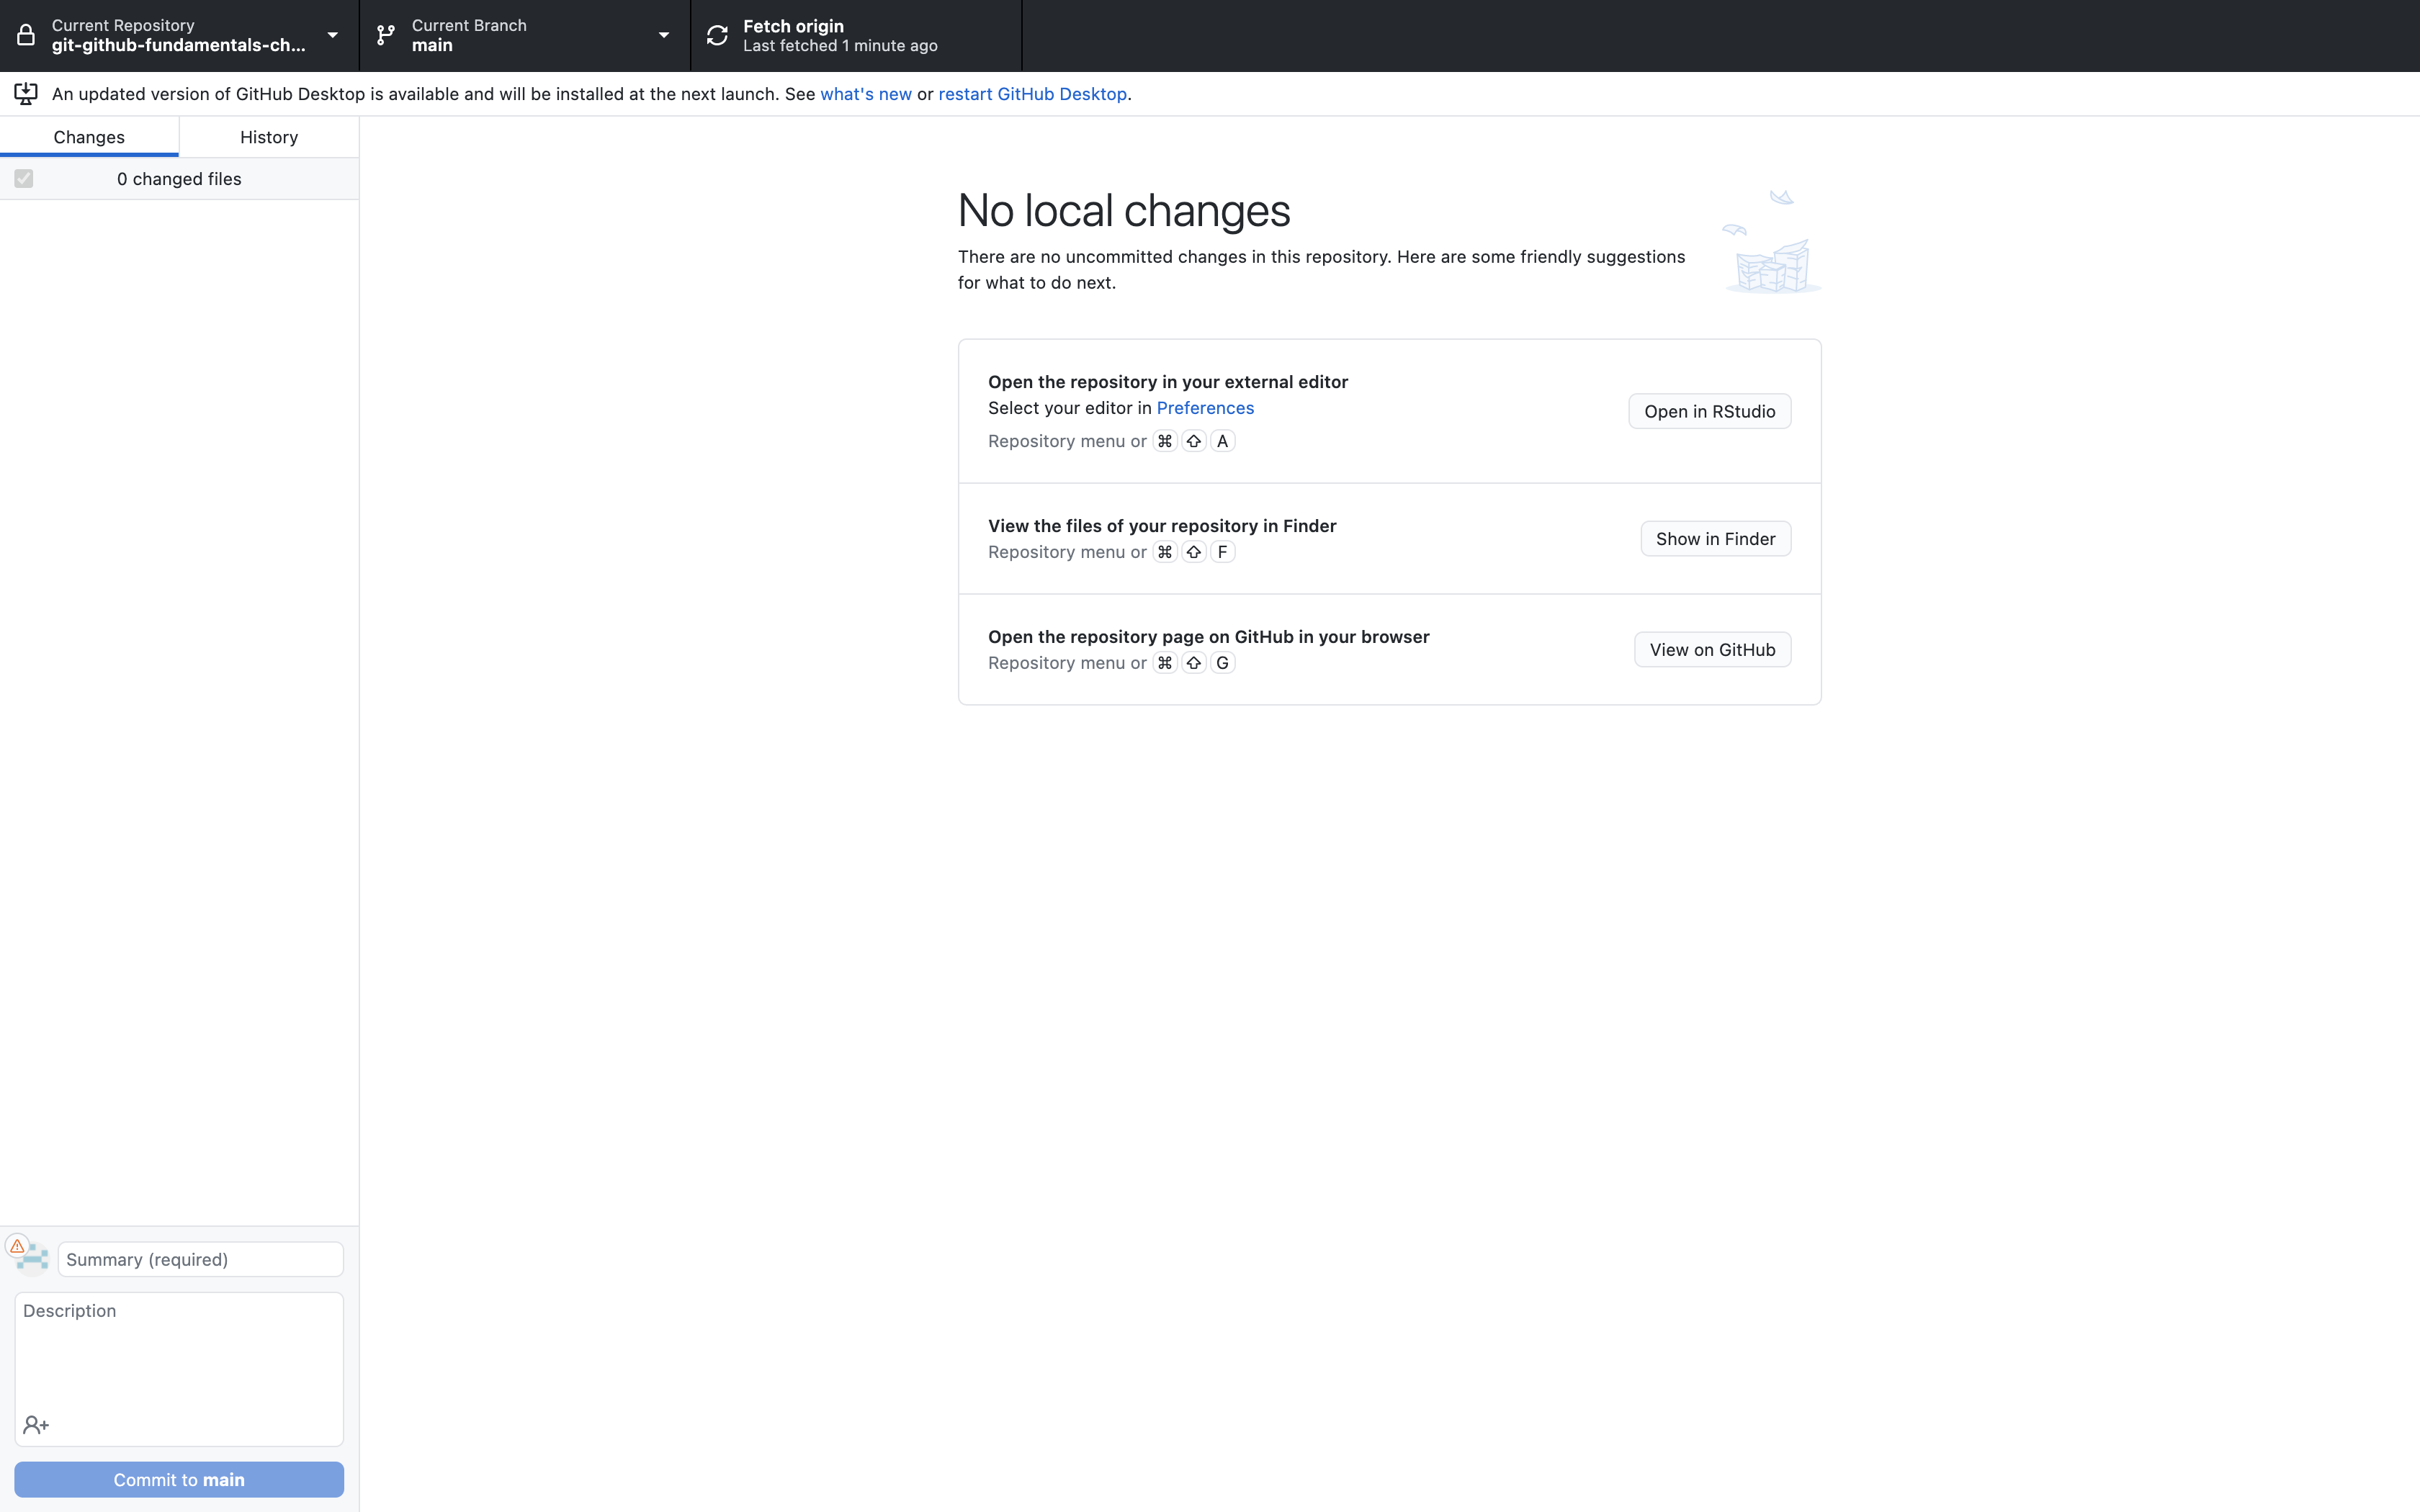 Current Repository
git-github-fundamentals-ch...
Current Branch
main
Fetch origin
Last fetched 1 minute ago
An updated version of GitHub Desktop is available and will be installed at the next launch. See what's new or restart GitHub Desktop.
Changes
History
0 changed files
No local changes
There are no uncommitted changes in this repository. Here are some friendly suggestions
for what to do next.
Open the repository in your external editor
Select your editor in Preferences
Repository menu or ⌘ ⇧ A
Open in RStudio
View the files of your repository in Finder
Repository menu or ⌘ ⇧ F
Show in Finder
Open the repository page on GitHub in your browser
Repository menu or ⌘ ⇧ G
View on GitHub
Summary (required)
Description
Commit to main